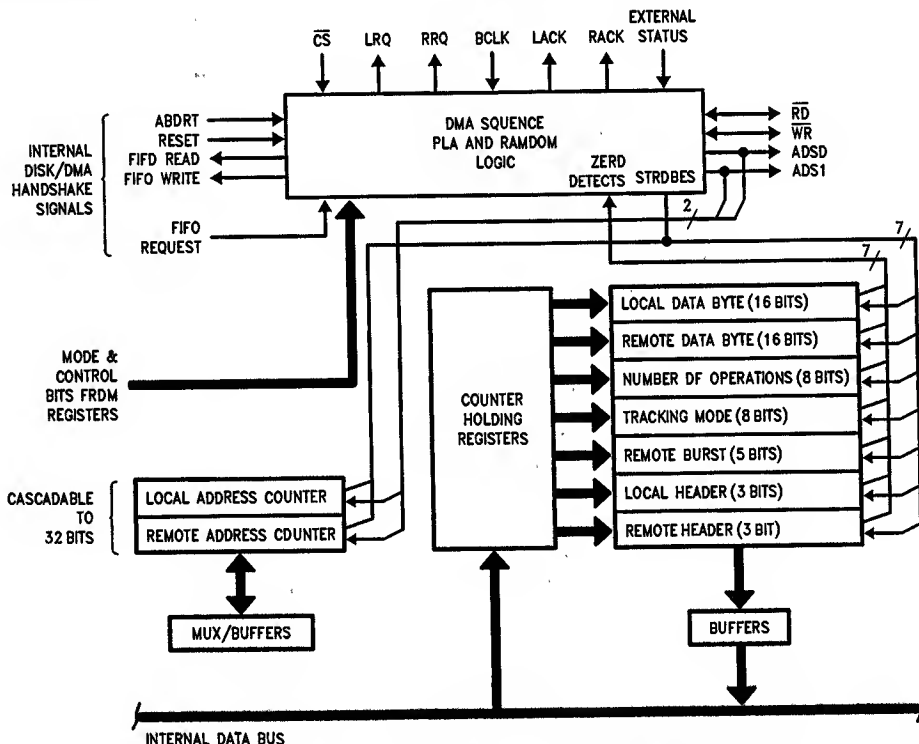 EXTERNAL
STATUS
CS LRQ RRQ BCLK LACK RACK
DMA SQUENCE
PLA AND RAMDOM
LOGIC
ZERD
DETECTS
STRDBES
ABDRT
RESET
FIFD READ
FIFO WRITE
FIFO
REQUEST
INTERNAL
DISK/DMA
HANDSHAKE
SIGNALS
RD
WR
ADSD
ADS1
2
7
7
MODE &
CONTROL
BITS FRDM
REGISTERS
COUNTER
HOLDING
REGISTERS
LOCAL DATA BYTE (16 BITS)
REMOTE DATA BYTE (16 BITS)
NUMBER DF OPERATIONS (8 BITS)
TRACKING MODE (8 BITS)
REMOTE BURST (5 BITS)
LOCAL HEADER (3 BITS)
REMOTE HEADER (3 BIT)
CASCADABLE
TO
32 BITS
LOCAL ADDRESS COUNTER
REMOTE ADDRESS CDUNTER
MUX/BUFFERS
BUFFERS
INTERNAL DATA BUS